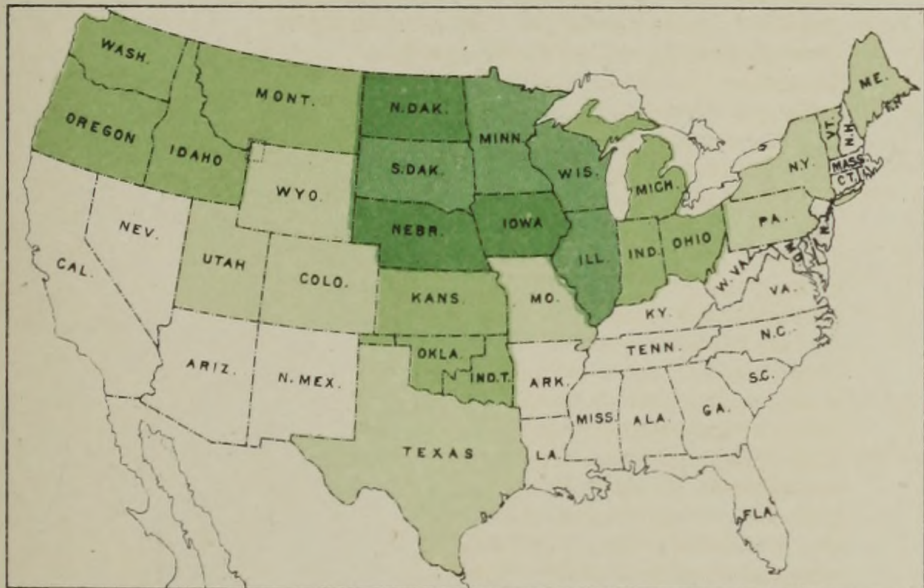 WASH.
MONT.
N.DAK.
MINN.
ME.
OREGON
IDAHO
S.DAK.
WIS.
MICH.
N.Y.
VT.
N.H.
MASS
CT.
WYO.
NEBR.
IOWA
ILL.
IND.
OHIO
PA.
N.J.
NEV.
CAL.
UTAH
COLO.
KANS.
MO.
KY.
W.VA.
MD.
VA.
ARIZ.
N.MEX.
OKLA.
IND.T.
ARK.
TENN.
N.C.
S.C.
TEXAS
LA.
MISS.
ALA.
GA.
FLA.